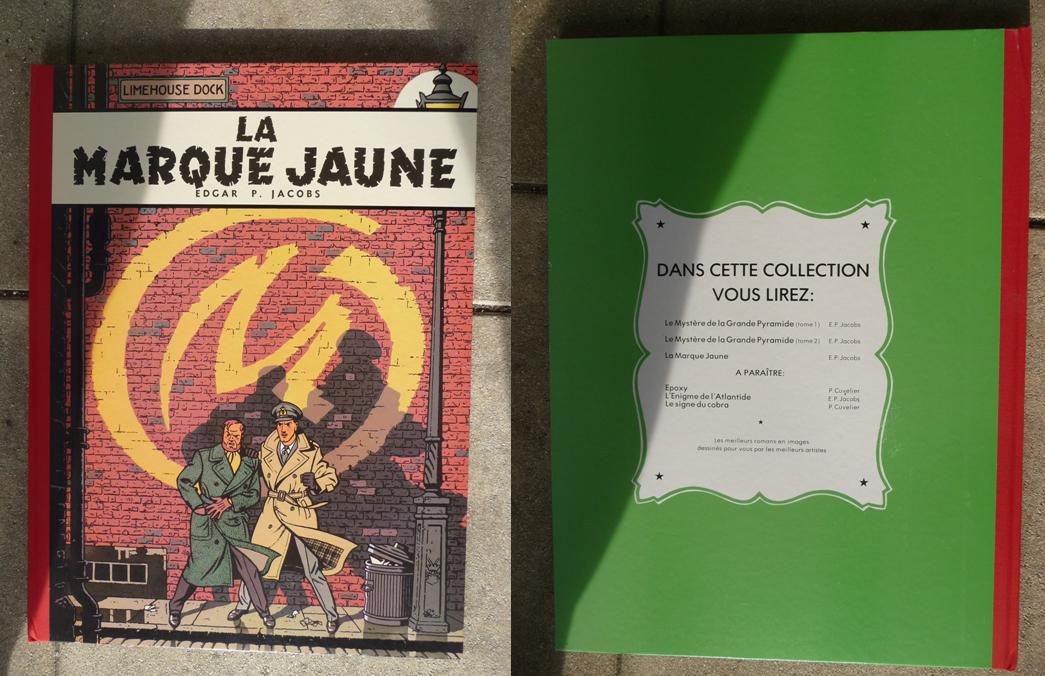 LIMEHOUSE DOCK
LA
MARQUE JAUNE
EDGAR P. JACOBS
DANS CETTE COLLECTION
VOUS LIREZ:
Le Mystère de la Grande Pyramide (tome 1) E.P. Jacobs
Le Mystère de la Grande Pyramide (tome 2) E.P. Jacobs
La Marque Jaune E.P. Jacobs
A PARAÎTRE:
Epoxy P. Cuvelier
L'Enigme de l'Atlantide E.P. Jacobs
Le signe du cobra P. Cuvelier
Les meilleurs romans en images
dessinés pour vous par les meilleurs artistes